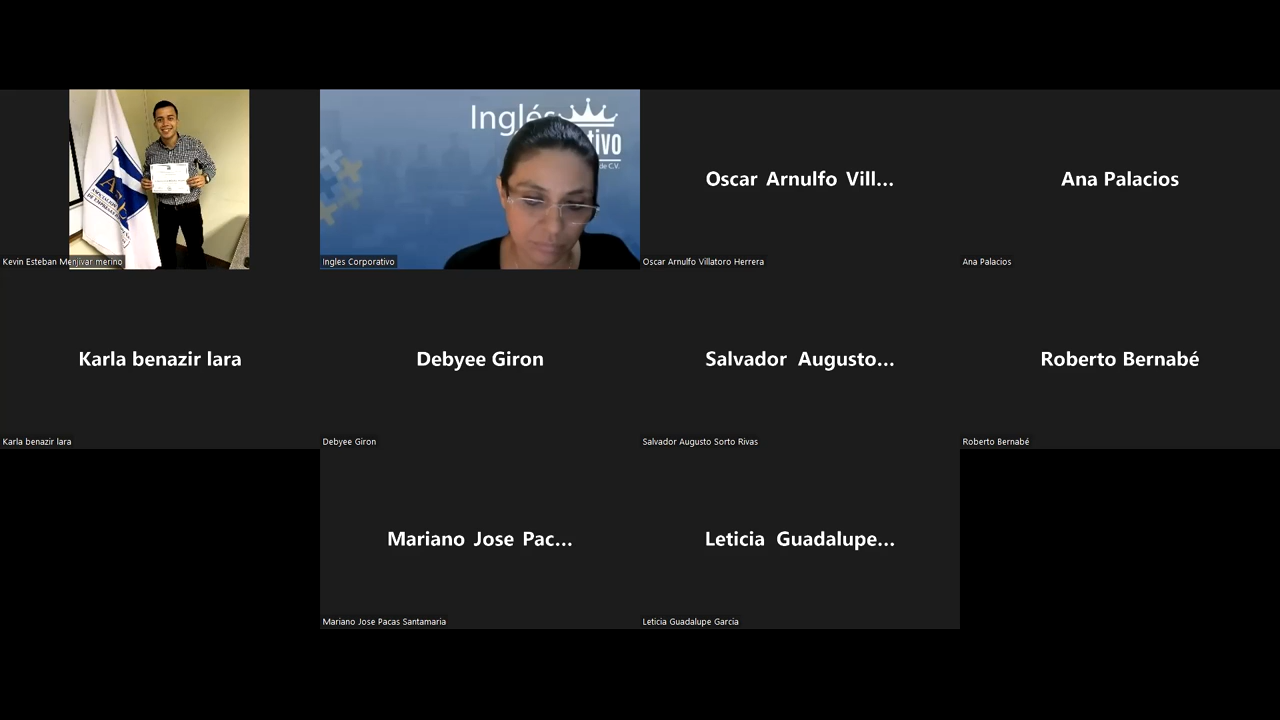 Inglés
tivo
de C.V.
Oscar Arnulfo Vill...
Ana Palacios
Kevin Esteban Menjivar merino
Ingles Corporativo
Oscar Arnulfo Villatoro Herrera
Ana Palacios
Karla benazir lara
Debyee Giron
Salvador Augusto...
Roberto Bernabé
Karla benazir lara
Debyee Giron
Salvador Augusto Sorto Rivas
Roberto Bernabé
Mariano Jose Pac...
Leticia Guadalupe...
Mariano Jose Pacas Santamaria
Leticia Guadalupe Garcia